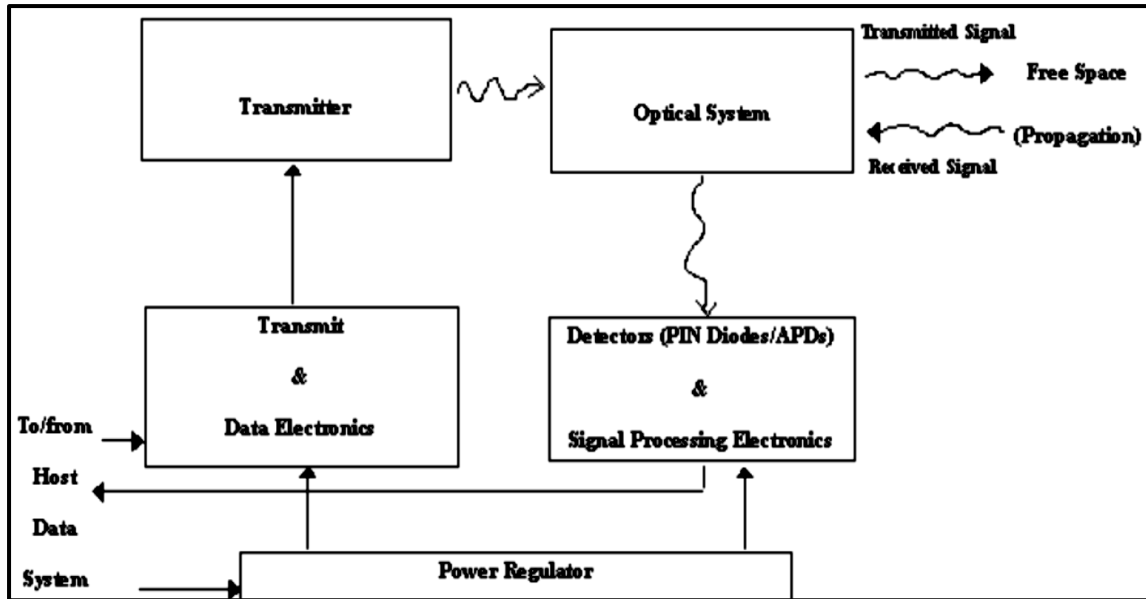 Transmitted Signal
Transmitter
Optical System
Free Space
(Propagation)
Received Signal
Transmit
&
Data Electronics
Detectors (PIN Diodes/APDs)
&
Signal Processing Electronics
To/from
Host
Data
System
Power Regulator